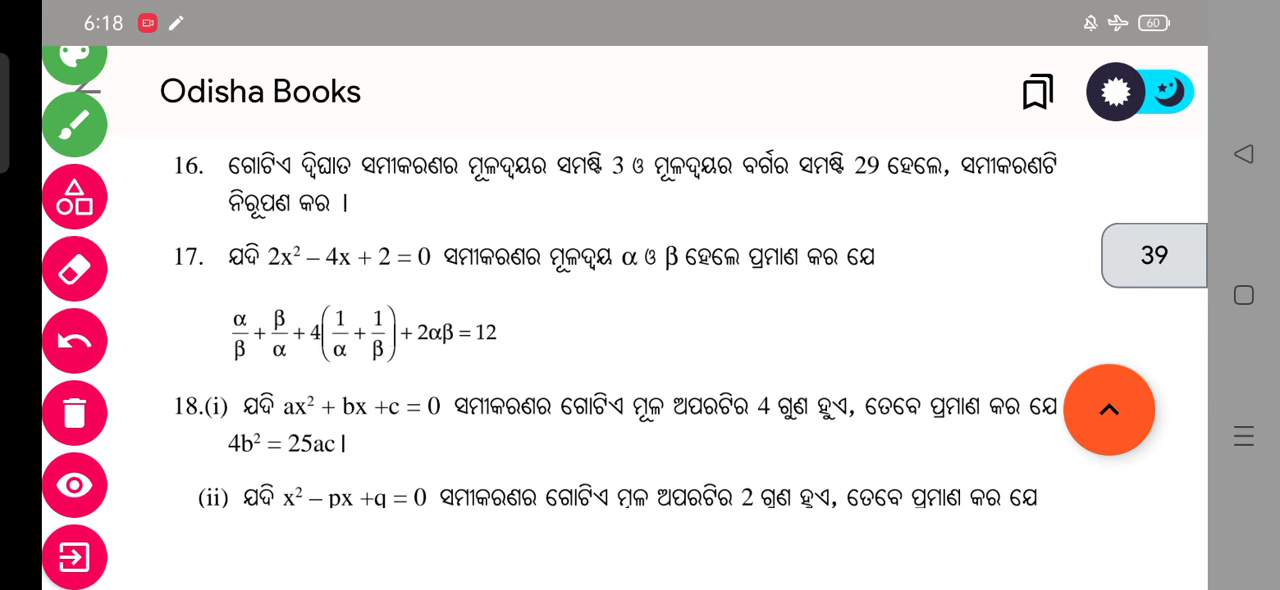 6:18
60
Odisha Books
16. ଗୋଟିଏ ଦ୍ୱିଘାତ ସମୀକରଣର ମୂଳଦ୍ୱୟର ସମଷ୍ଟି 3 ଓ ମୂଳଦ୍ୱୟର ବର୍ଗର ସମଷ୍ଟି 29 ହେଲେ, ସମୀକରଣଟି
ନିରୂପଣ କର ।
17. ଯଦି 2x² – 4x + 2 = 0 ସମୀକରଣର ମୂଳଦ୍ୱୟ α ଓ β ହେଲେ ପ୍ରମାଣ କର ଯେ
39
α/β + β/α + 4(1/α + 1/β) + 2αβ = 12
18.(i) ଯଦି ax² + bx +c = 0 ସମୀକରଣର ଗୋଟିଏ ମୂଳ ଅପରଟିର 4 ଗୁଣ ହୁଏ, ତେବେ ପ୍ରମାଣ କର ଯେ
4b² = 25ac ।
(ii) ଯଦି x² – px +q = 0 ସମୀକରଣର ଗୋଟିଏ ମୂଳ ଅପରଟିର 2 ଗୁଣ ହୁଏ, ତେବେ ପ୍ରମାଣ କର ଯେ